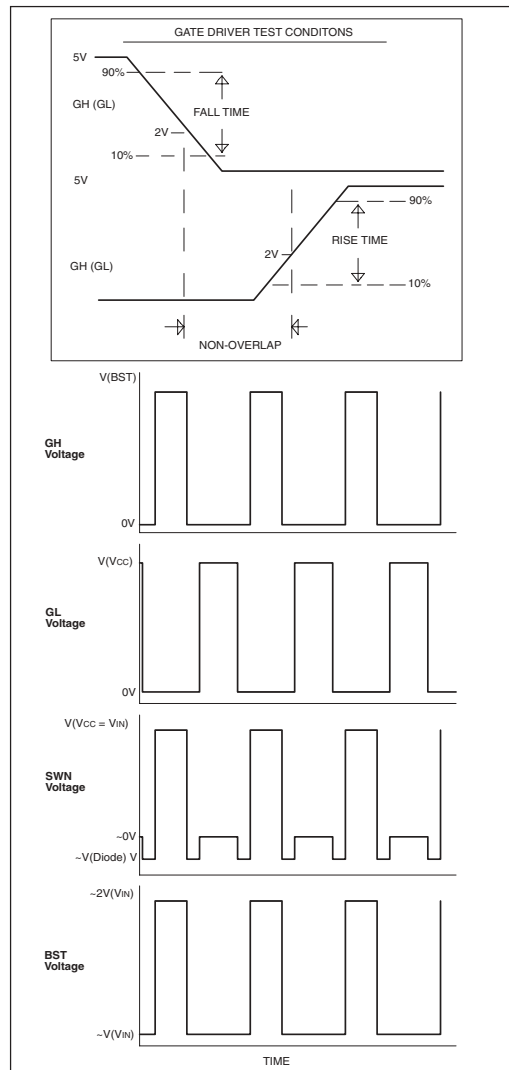 GATE DRIVER TEST CONDITONS
5V
90%
GH (GL)
FALL TIME
2V
10%
5V
90%
2V
RISE TIME
GH (GL)
10%
NON-OVERLAP
V(BST)
GH
Voltage
0V
V(VCC)
GL
Voltage
0V
V(VCC = VIN)
SWN
Voltage
~0V
~V(Diode) V
~2V(VIN)
BST
Voltage
~V(VIN)
TIME